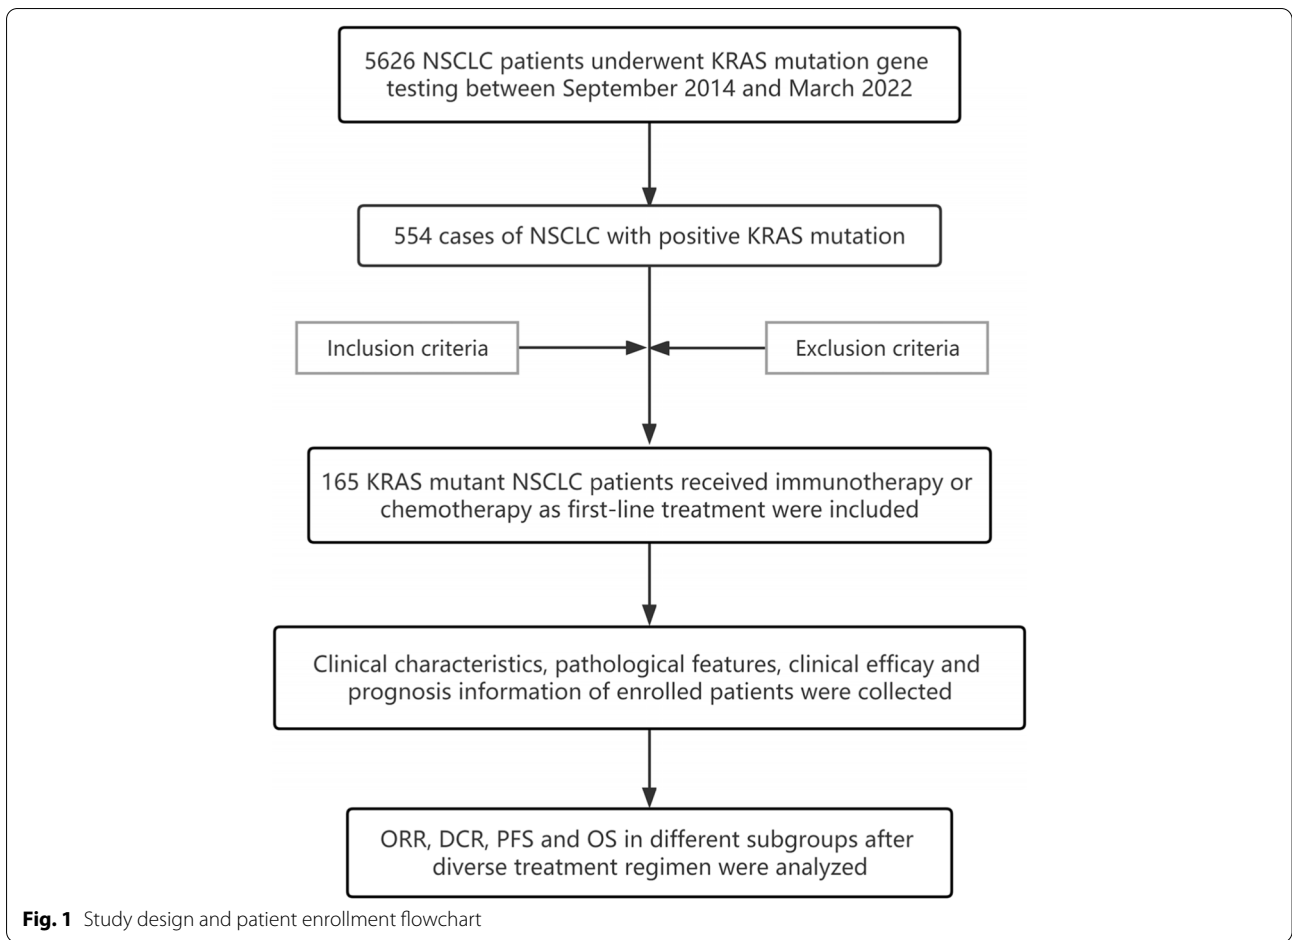 5626 NSCLC patients underwent KRAS mutation gene
testing between September 2014 and March 2022
554 cases of NSCLC with positive KRAS mutation
Inclusion criteria
Exclusion criteria
165 KRAS mutant NSCLC patients received immunotherapy or
chemotherapy as first-line treatment were included
Clinical characteristics, pathological features, clinical efficay and
prognosis information of enrolled patients were collected
ORR, DCR, PFS and OS in different subgroups after
diverse treatment regimen were analyzed
Fig. 1 Study design and patient enrollment flowchart